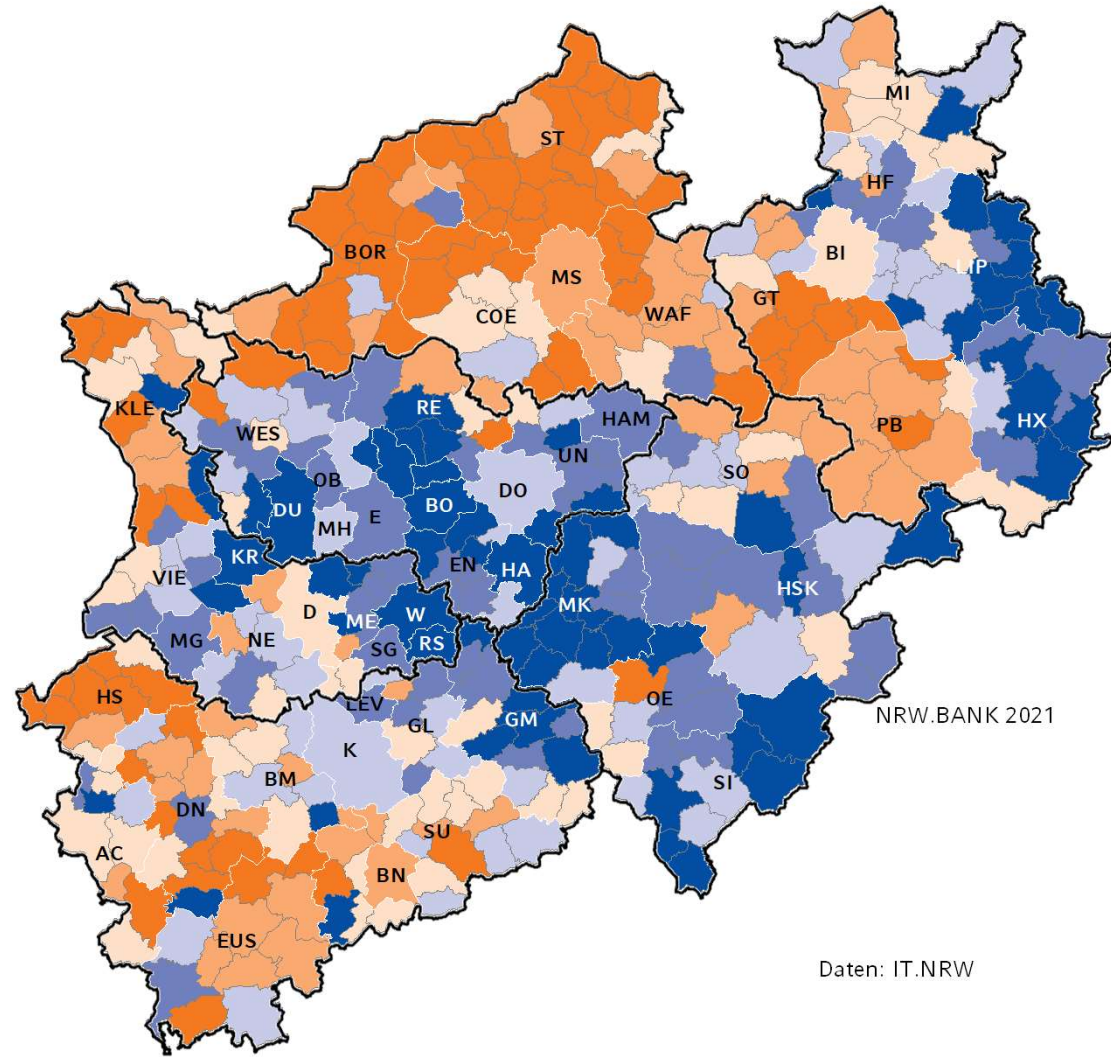 MI
ST
HF
BOR
BI
LIP
MS
GT
COE
WAF
KLE
RE
PB
HX
HAM
WES
UN
SO
OB
DO
DU
BO
E
MH
KR
EN
HA
HSK
VIE
MK
D
W
ME
MG
NE
RS
SG
HS
OE
LEV
NRW.BANK 2021
GM
GL
K
BM
SI
DN
SU
AC
BN
EUS
Daten: IT.NRW